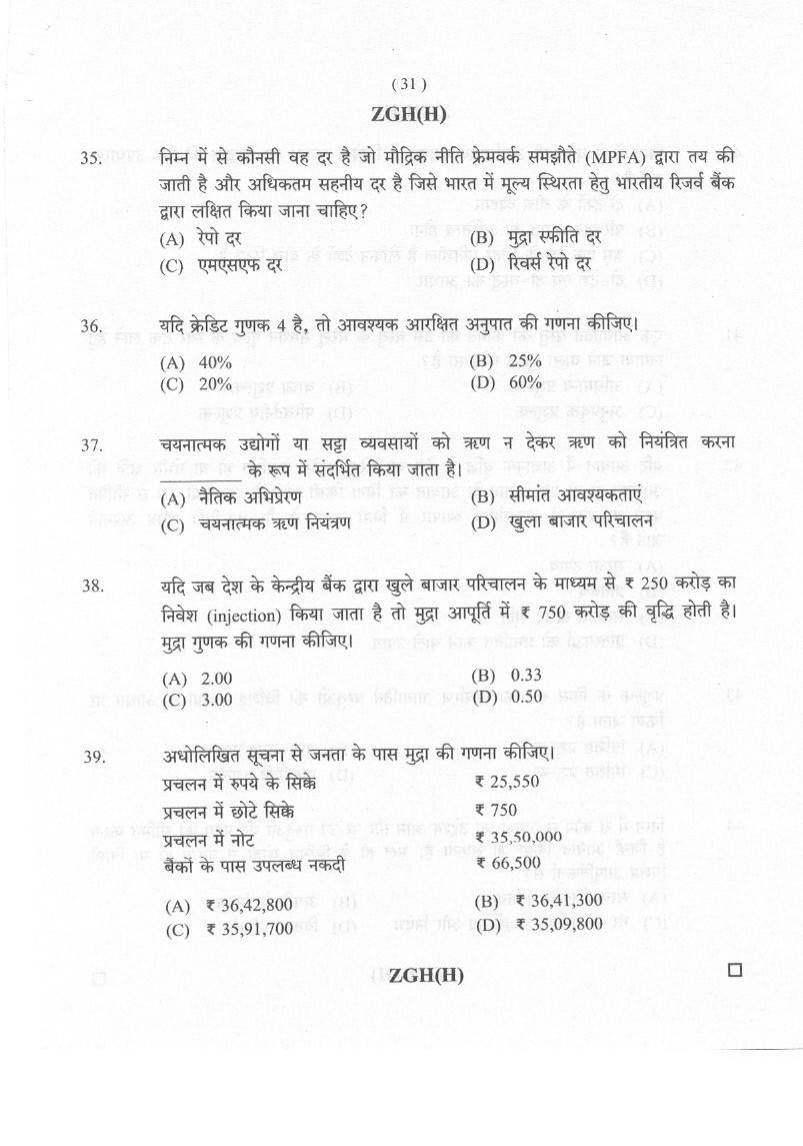 ( 31 )
ZGH(H)
35. निम्न में से कौनसी वह दर है जो मौद्रिक नीति फ्रेमवर्क समझौते (MPFA) द्वारा तय की
जाती है और अधिकतम सहनीय दर है जिसे भारत में मूल्य स्थिरता हेतु भारतीय रिजर्व बैंक
द्वारा लक्षित किया जाना चाहिए?
(A) रेपो दर (B) मुद्रा स्फीति दर
(C) एमएसएफ दर (D) रिवर्स रेपो दर
36. यदि क्रेडिट गुणक 4 है, तो आवश्यक आरक्षित अनुपात की गणना कीजिए।
(A) 40% (B) 25%
(C) 20% (D) 60%
37. चयनात्मक उद्योगों या सट्टा व्यवसायों को ऋण न देकर ऋण को नियंत्रित करना
__________ के रूप में संदर्भित किया जाता है।
(A) नैतिक अभिप्रेरण (B) सीमांत आवश्यकताएं
(C) चयनात्मक ऋण नियंत्रण (D) खुला बाजार परिचालन
38. यदि जब देश के केन्द्रीय बैंक द्वारा खुले बाजार परिचालन के माध्यम से ₹ 250 करोड़ का
निवेश (injection) किया जाता है तो मुद्रा आपूर्ति में ₹ 750 करोड़ की वृद्धि होती है।
मुद्रा गुणक की गणना कीजिए।
(A) 2.00 (B) 0.33
(C) 3.00 (D) 0.50
39. अधोलिखित सूचना से जनता के पास मुद्रा की गणना कीजिए।
प्रचलन में रुपये के सिक्के ₹ 25,550
प्रचलन में छोटे सिक्के ₹ 750
प्रचलन में नोट ₹ 35,50,000
बैंकों के पास उपलब्ध नकदी ₹ 66,500
(A) ₹ 36,42,800 (B) ₹ 36,41,300
(C) ₹ 35,91,700 (D) ₹ 35,09,800
ZGH(H)